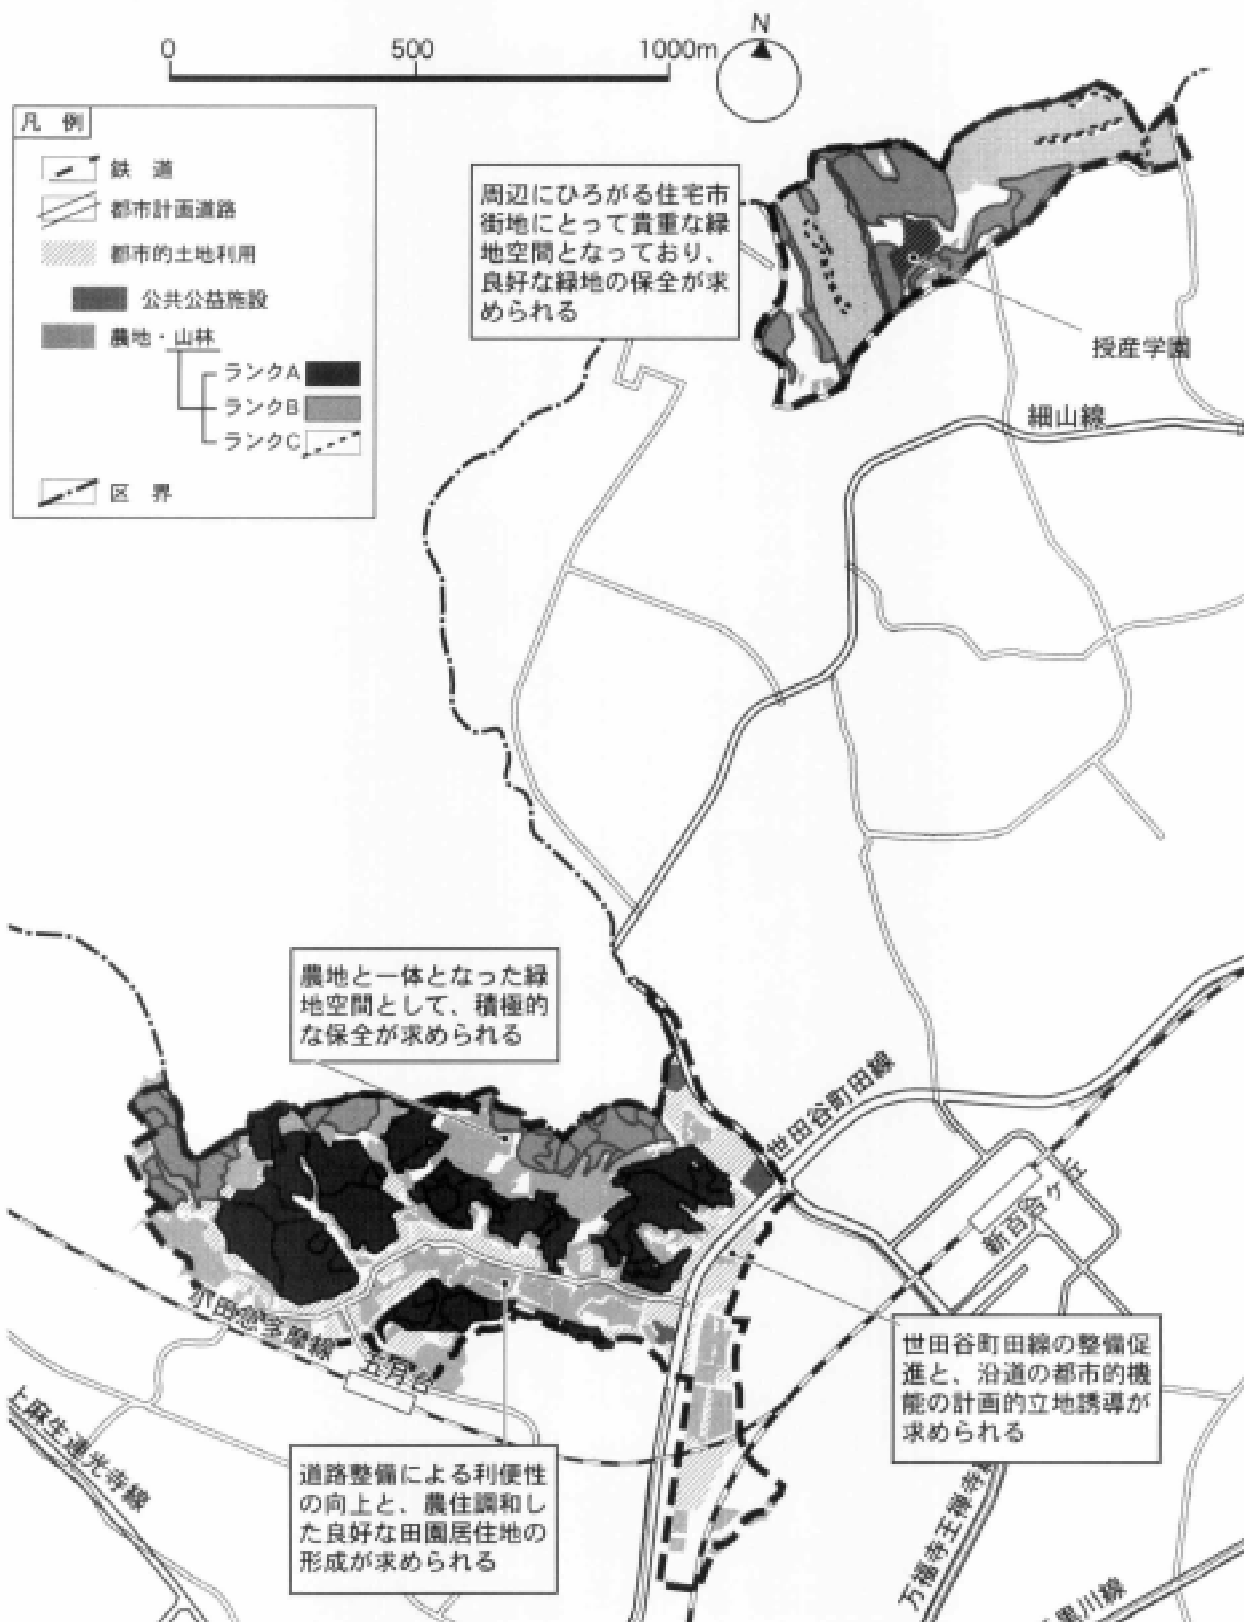 0 500 1000m
N
凡 例
鉄 道
都市計画道路
都市的土地利用
公共公益施設
農地・山林
ランクA
ランクB
ランクC
区 界
周辺にひろがる住宅市
街地にとって貴重な緑
地空間となっており、
良好な緑地の保全が求
められる
授産学園
細山線
農地と一体となった緑
地空間として、積極的
な保全が求められる
世田谷町田線
新百合ヶ丘
小田急多摩線
五月台
上麻生連光寺線
世田谷町田線の整備促
進と、沿道の都市的機
能の計画的立地誘導が
求められる
道路整備による利便性
の向上と、農住調和し
た良好な田園居住地の
形成が求められる
万福寺王禅寺線
黒川線